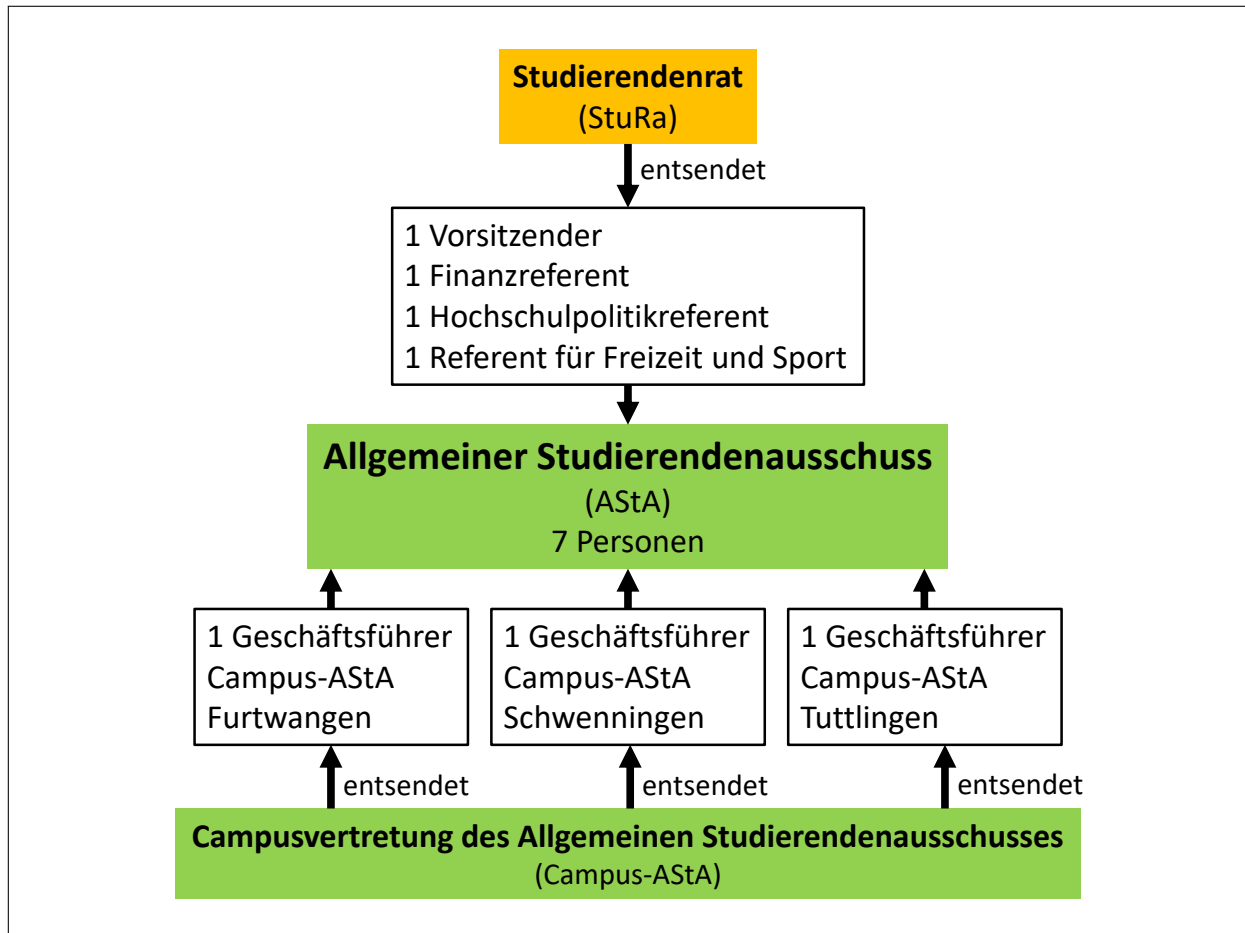 Studierendenrat
(StuRa)
entsendet
1 Vorsitzender
1 Finanzreferent
1 Hochschulpolitikreferent
1 Referent für Freizeit und Sport
Allgemeiner Studierendenausschuss
(AStA)
7 Personen
1 Geschäftsführer
Campus-AStA
Furtwangen
1 Geschäftsführer
Campus-AStA
Schwenningen
1 Geschäftsführer
Campus-AStA
Tuttlingen
entsendet
entsendet
entsendet
Campusvertretung des Allgemeinen Studierendenausschusses
(Campus-AStA)